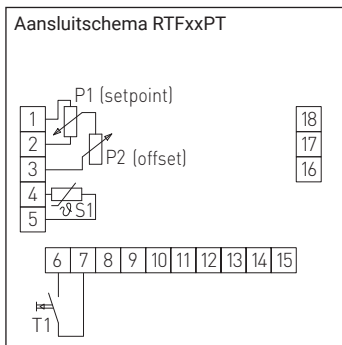 Aansluitschema RTFxxPT
P1 (setpoint)
1
18
2
17
P2 (offset)
3
16
4
ϑ S1
5
6 7 8 9 10 11 12 13 14 15
T1